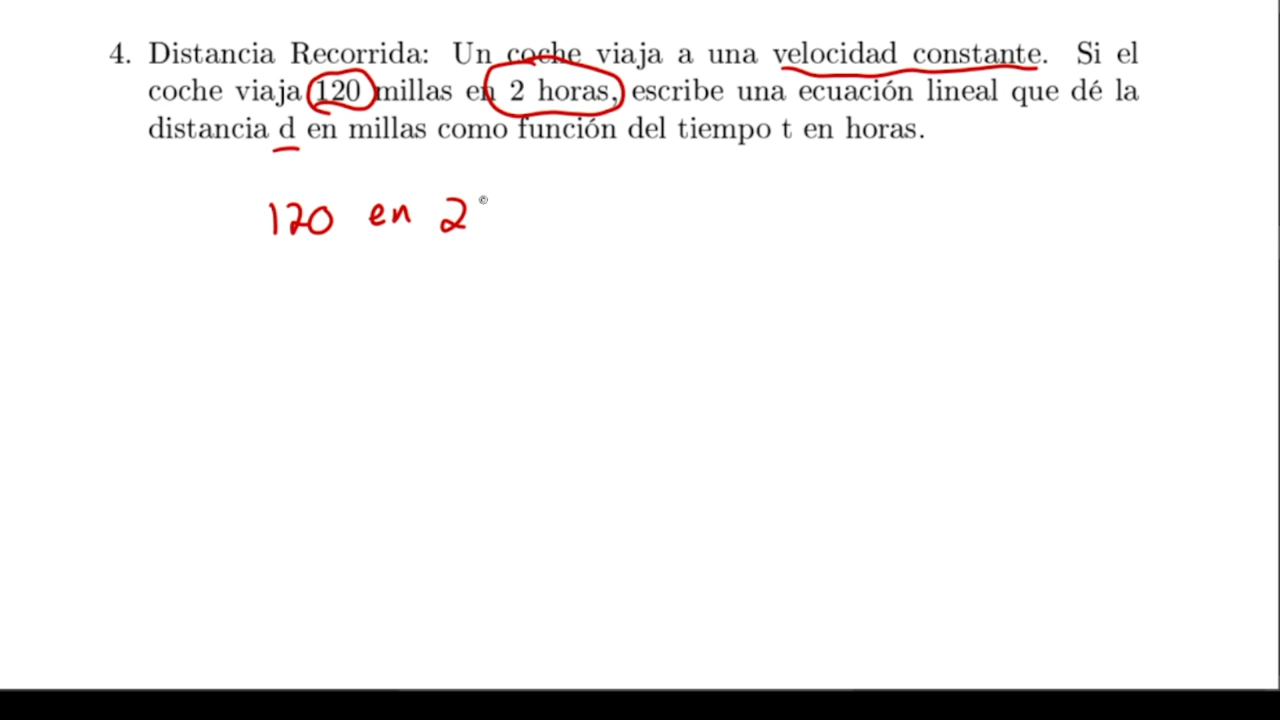 4. Distancia Recorrida: Un coche viaja a una velocidad constante. Si el
coche viaja 120 millas en 2 horas, escribe una ecuación lineal que dé la
distancia d en millas como función del tiempo t en horas.
120 en 2